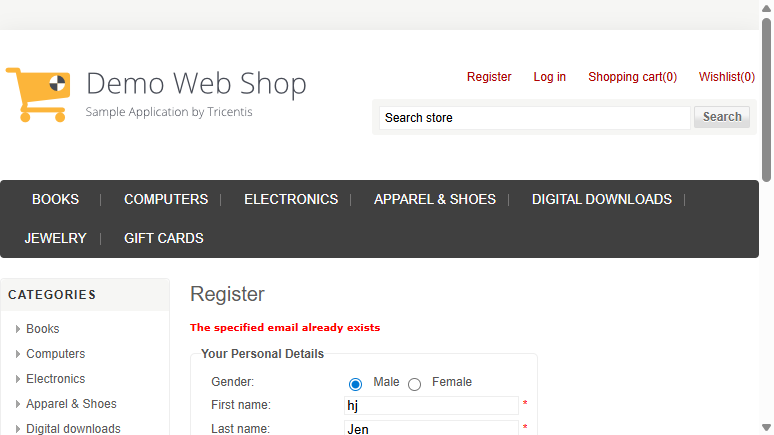 Demo Web Shop
Sample Application by Tricentis
Register Log in Shopping cart(0) Wishlist(0)
Search store Search
BOOKS COMPUTERS ELECTRONICS APPAREL & SHOES DIGITAL DOWNLOADS
JEWELRY GIFT CARDS
CATEGORIES
Books
Computers
Electronics
Apparel & Shoes
Digital downloads
Register
The specified email already exists
Your Personal Details
Gender: Male Female
First name: hj *
Last name: Jen *